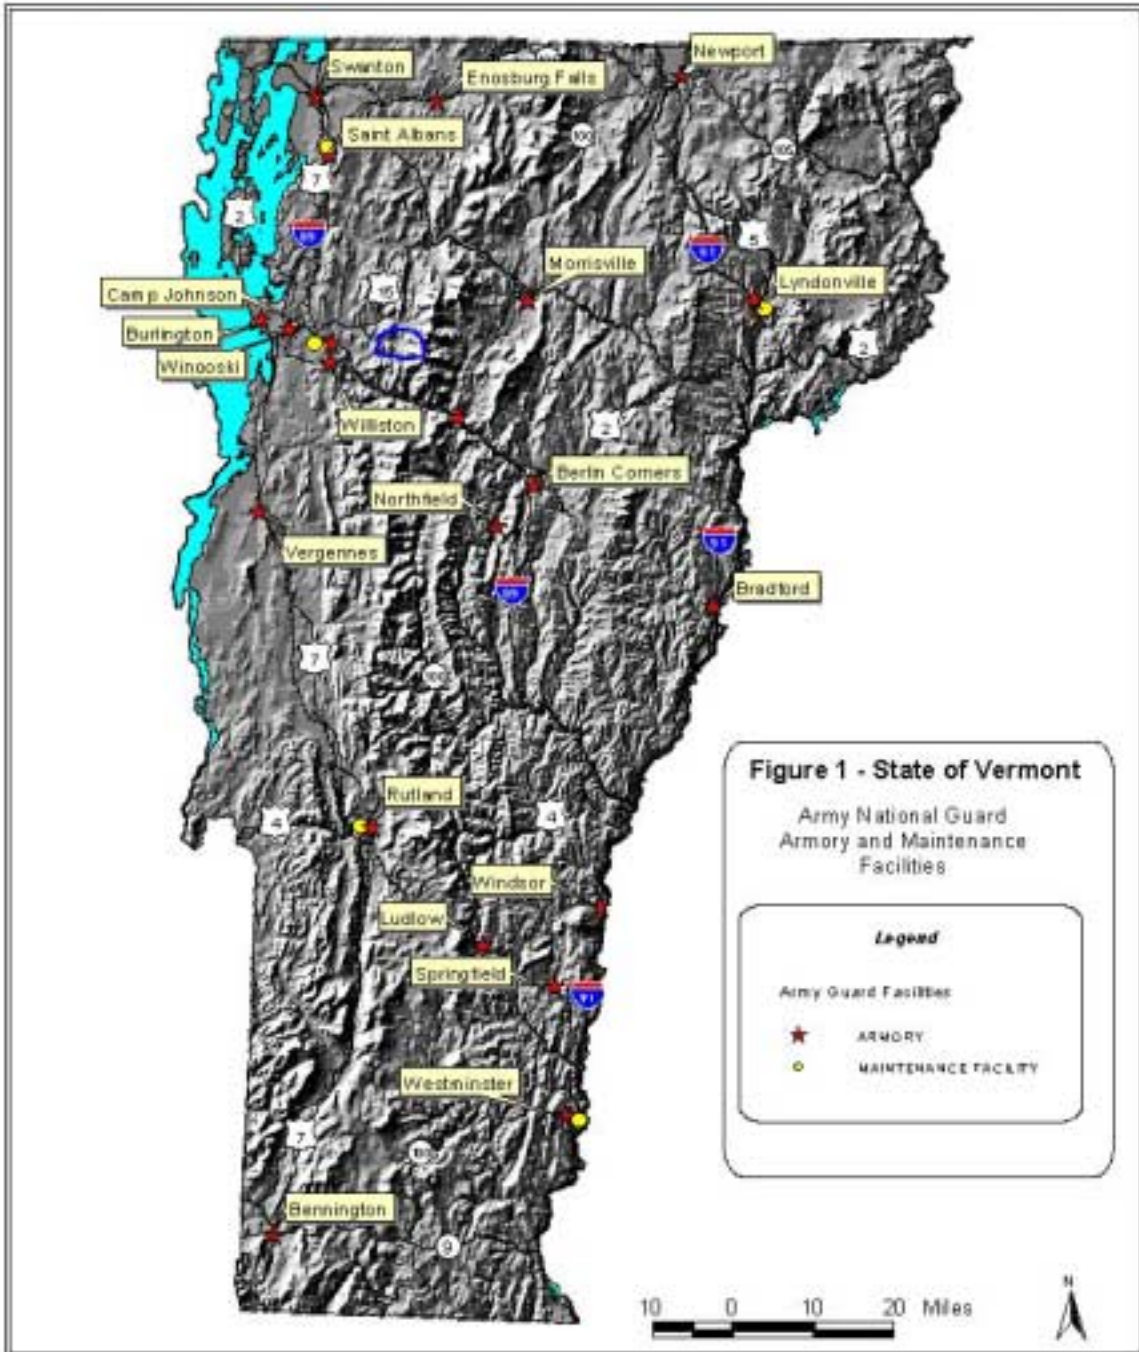 Newport
Swanton
Enosburg Falls
Saint Albans
100
105
7
2
89
5
91
Morrisville
Lyndonville
Camp Johnson
15
Burlington
2
Winooski
Williston
2
Berlin Corners
Northfield
91
Vergennes
89
Bradford
7
100
Figure 1 - State of Vermont
Army National Guard
Armory and Maintenance
Facilities
Rutland
4
4
Windsor
Ludlow
Legend
Springfield
91
Army Guard Facilities
ARMORY
MAINTENANCE FACILITY
Westminster
7
100
Bennington
9
N
10 0 10 20 Miles